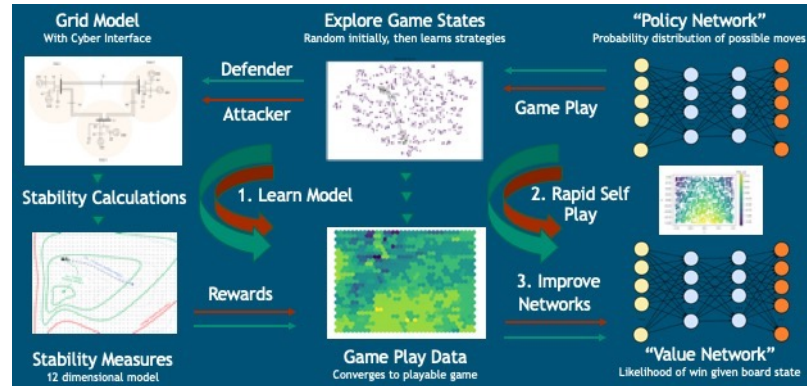 Grid Model
With Cyber Interface
Explore Game States
Random initially, then learns strategies
“Policy Network”
Probability distribution of possible moves
Defender
Attacker
Game Play
Stability Calculations
1. Learn Model
2. Rapid Self
Play
Rewards
3. Improve
Networks
Stability Measures
12 dimensional model
Game Play Data
Converges to playable game
“Value Network”
Likelihood of win given board state